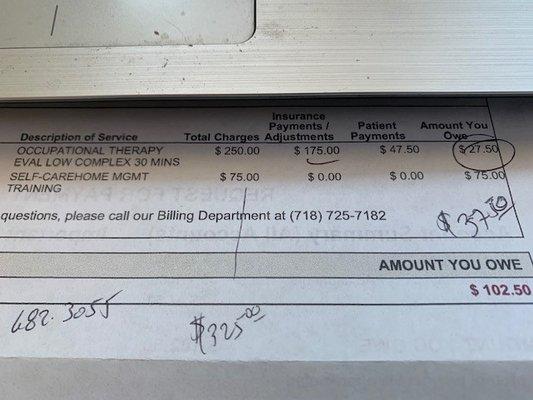 Insurance
Payments / Patient Amount You
Description of Service Total Charges Adjustments Payments Owe
OCCUPATIONAL THERAPY $ 250.00 $ 175.00 $ 47.50 $ 27.50
EVAL LOW COMPLEX 30 MINS
SELF-CAREHOME MGMT $ 75.00 $ 0.00 $ 0.00 $ 75.00
TRAINING
questions, please call our Billing Department at (718) 725-7182
AMOUNT YOU OWE
$ 102.50
682.3055
$325.00